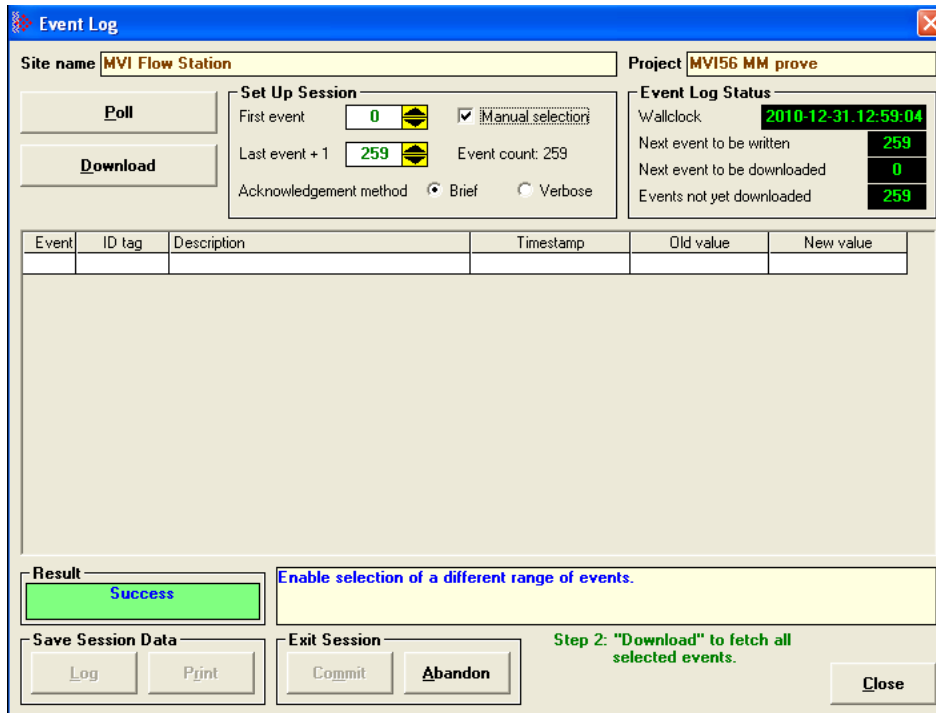 Event Log
Site name MVI Flow Station Project MVI56 MM prove
Poll
Download
Set Up Session
First event 0 Manual selection
Last event + 1 259 Event count: 259
Acknowledgement method Brief Verbose
Event Log Status
Wallclock 2010-12-31.12:59:04
Next event to be written 259
Next event to be downloaded 0
Events not yet downloaded 259
Event ID tag Description Timestamp Old value New value
Result
Success
Enable selection of a different range of events.
Save Session Data
Log Print
Exit Session
Commit Abandon
Step 2: "Download" to fetch all
selected events.
Close